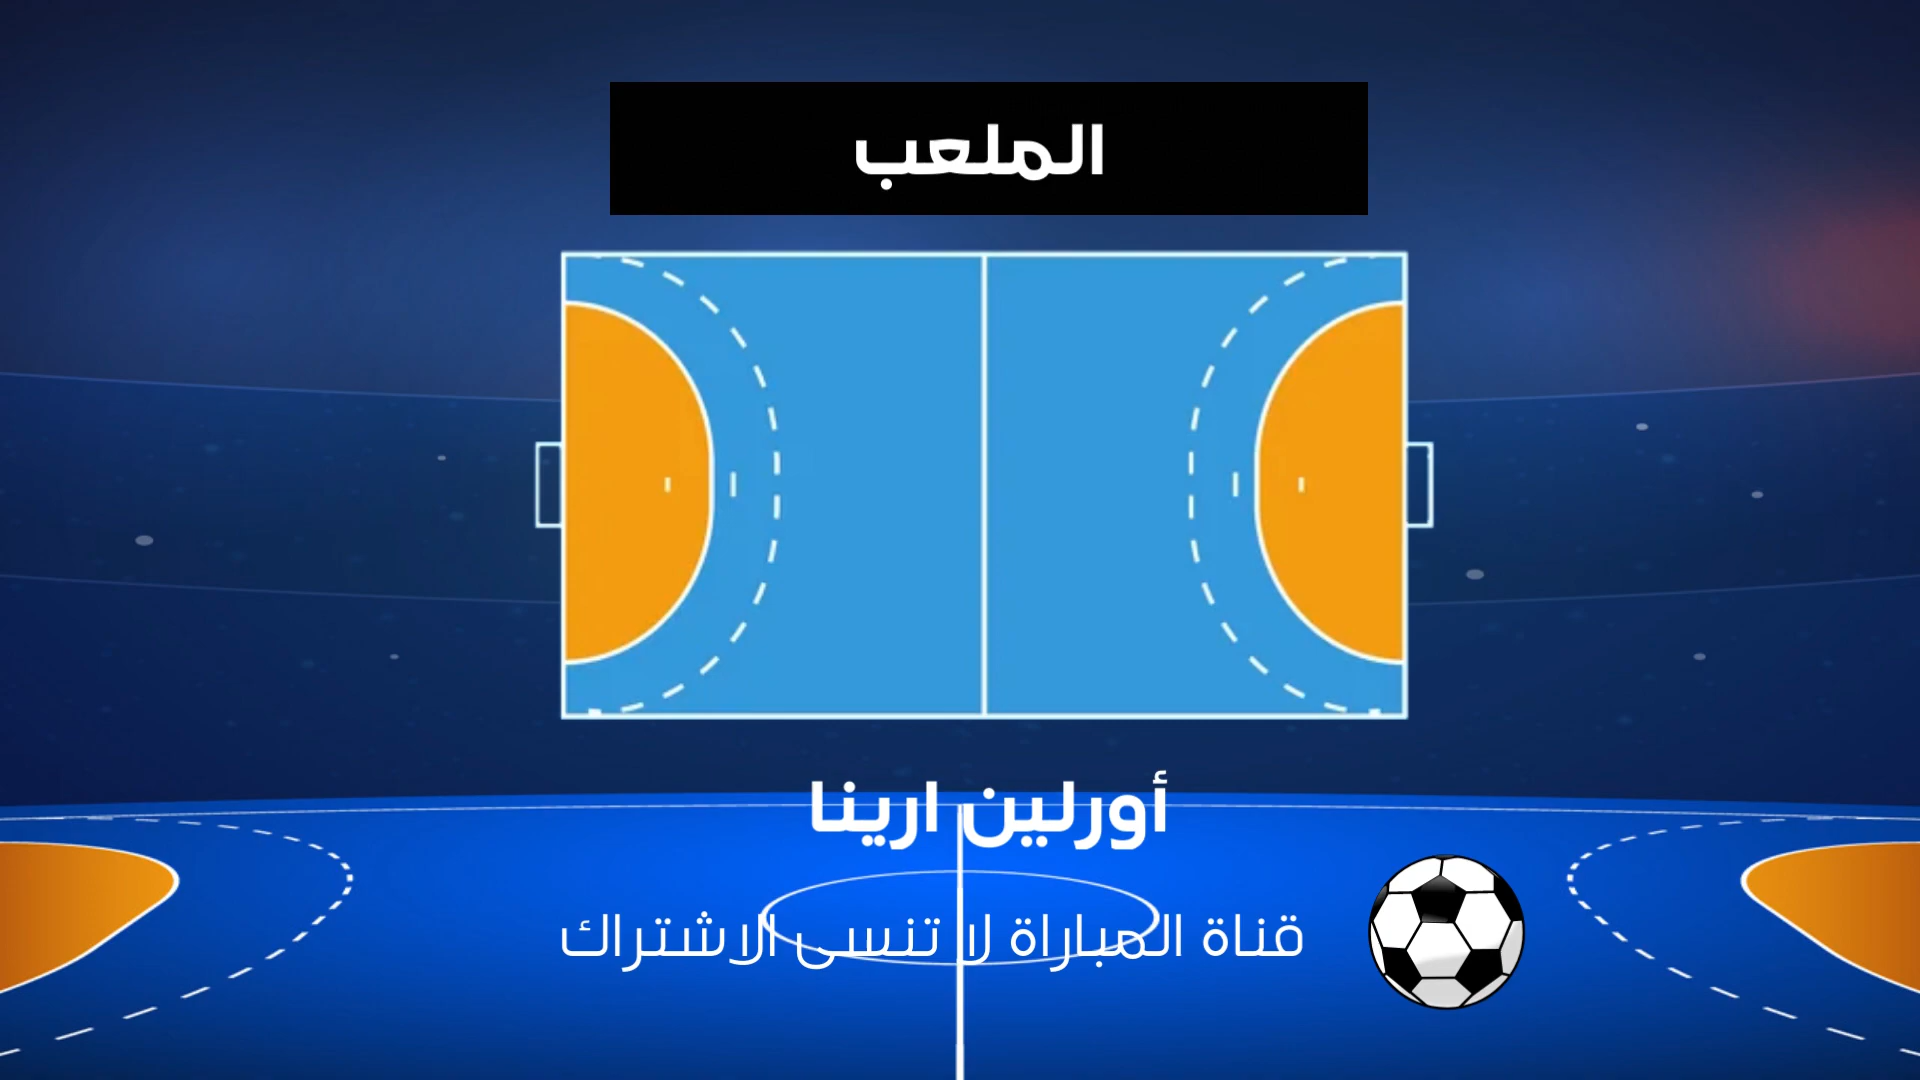 الملعب
أورلين ارينا
قناة المباراة لا تنسى الاشتراك